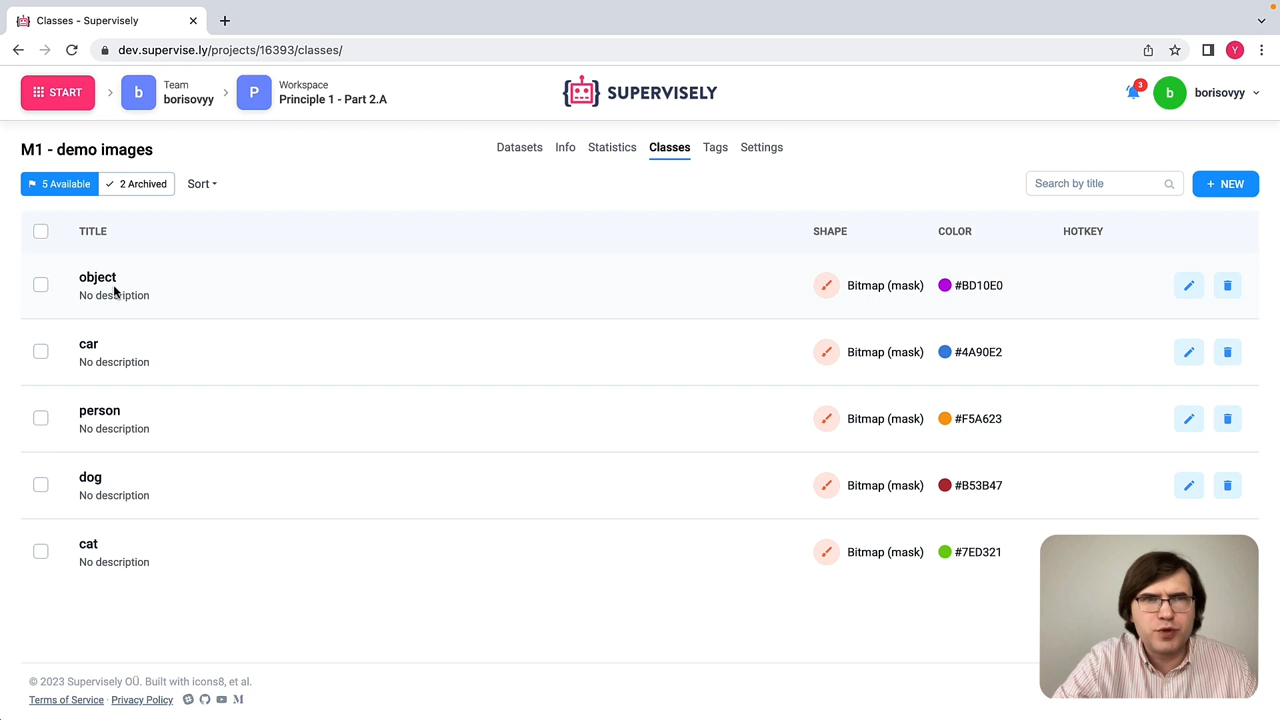 Classes - Supervisely
dev.supervise.ly/projects/16393/classes/
Y
START
b
Team
borisovyy
P
Workspace
Principle 1 - Part 2.A
SUPERVISELY
3
b
borisovyy
M1 - demo images
Datasets
Info
Statistics
Classes
Tags
Settings
5 Available
2 Archived
Sort
Search by title
+ NEW
TITLE
SHAPE
COLOR
HOTKEY
object
No description
Bitmap (mask)
#BD10E0
car
No description
Bitmap (mask)
#4A90E2
person
No description
Bitmap (mask)
#F5A623
dog
No description
Bitmap (mask)
#B53B47
cat
No description
Bitmap (mask)
#7ED321
© 2023 Supervisely OÜ. Built with icons8, et al.
Terms of Service · Privacy Policy